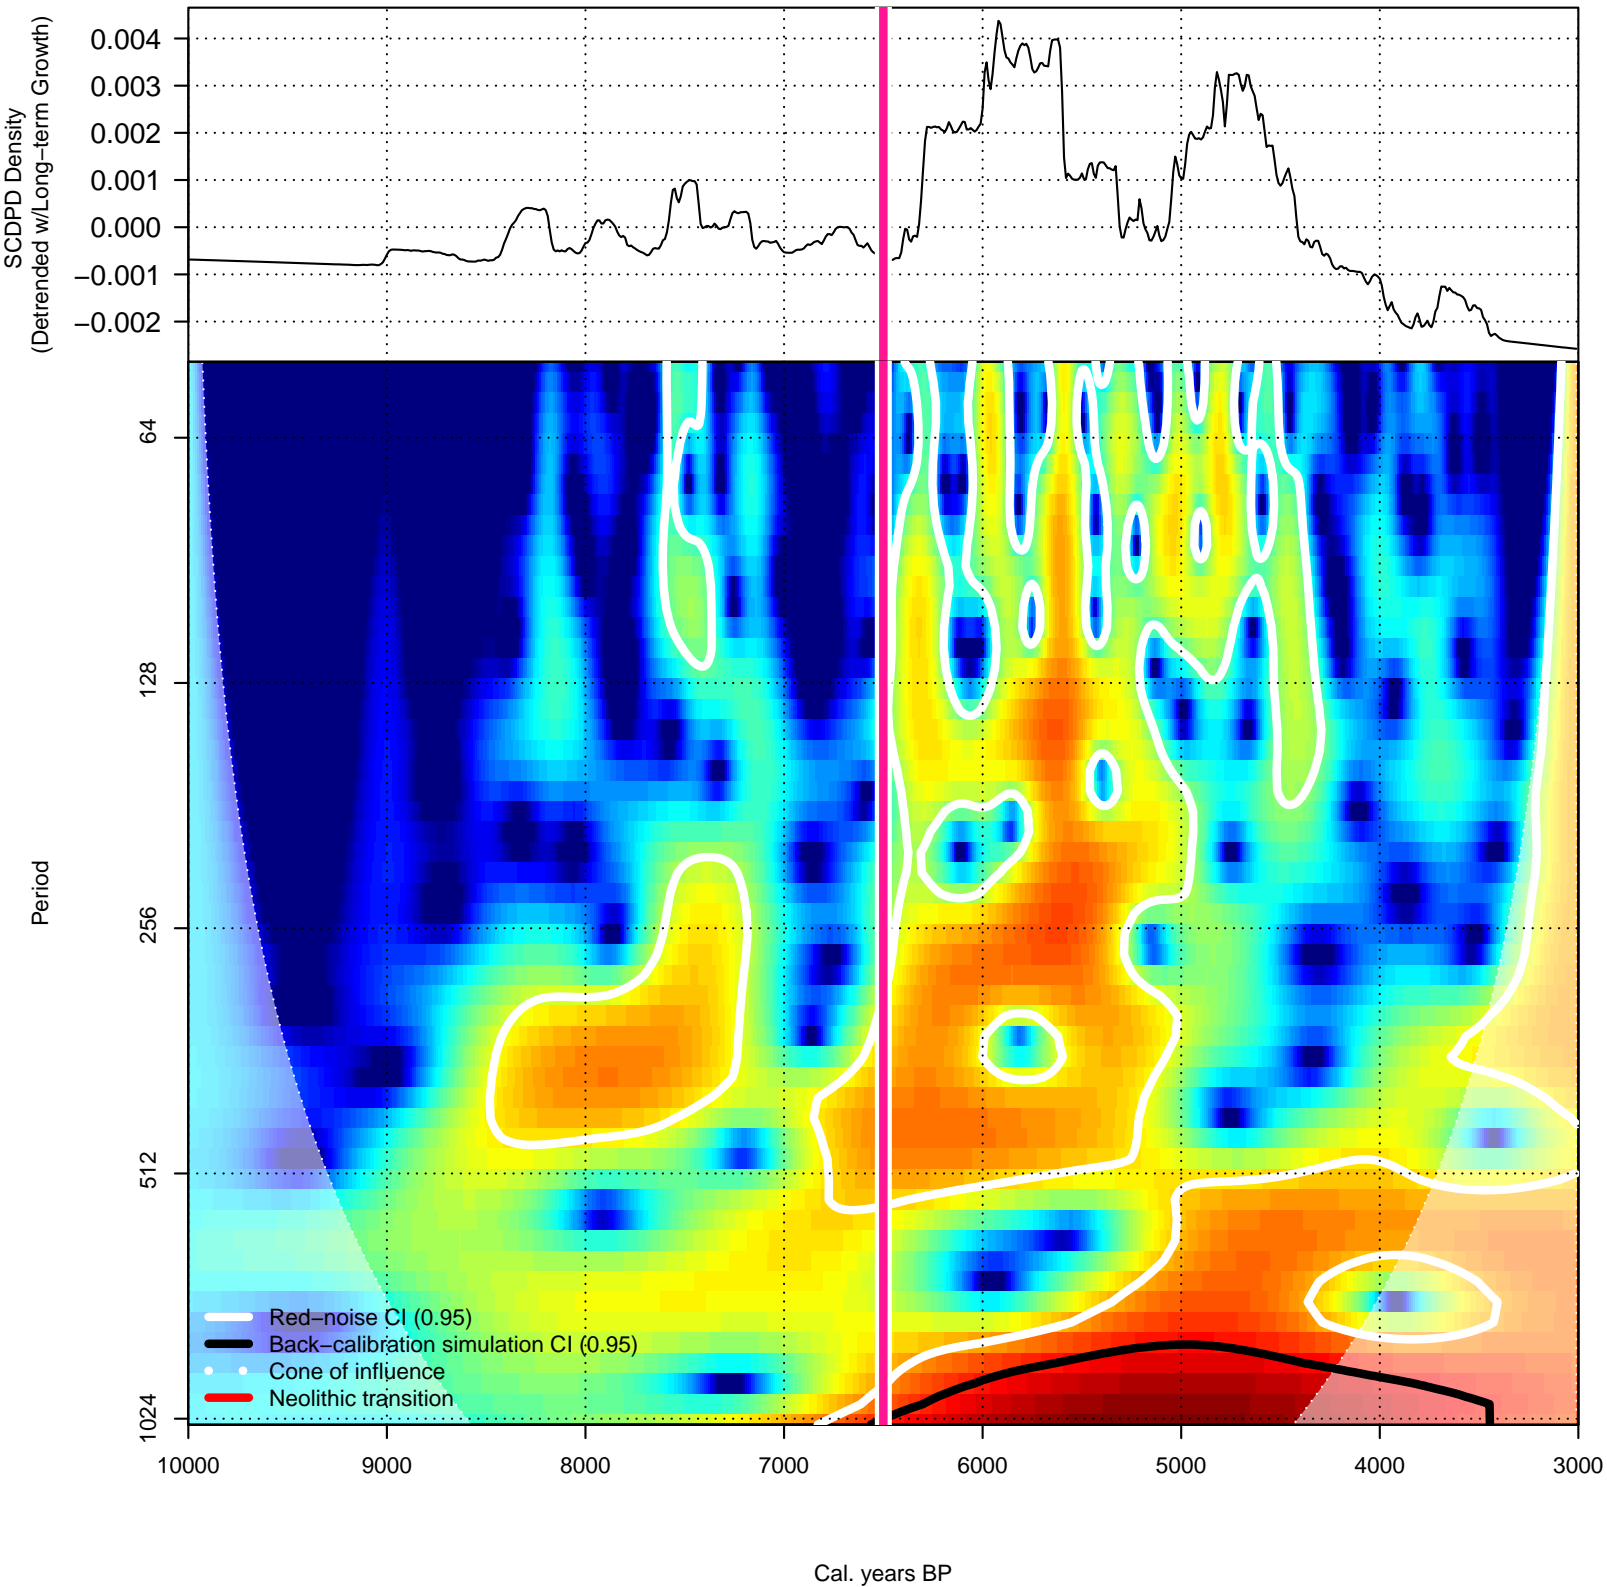 SCDPD Density
(Detrended w/Long−term Growth)
0.004
0.003
0.002
0.001
0.000
−0.001
−0.002
Period
64
128
256
512
1024
Red−noise CI (0.95)
Back−calibration simulation CI (0.95)
Cone of influence
Neolithic transition
10000 9000 8000 7000 6000 5000 4000 3000
Cal. years BP